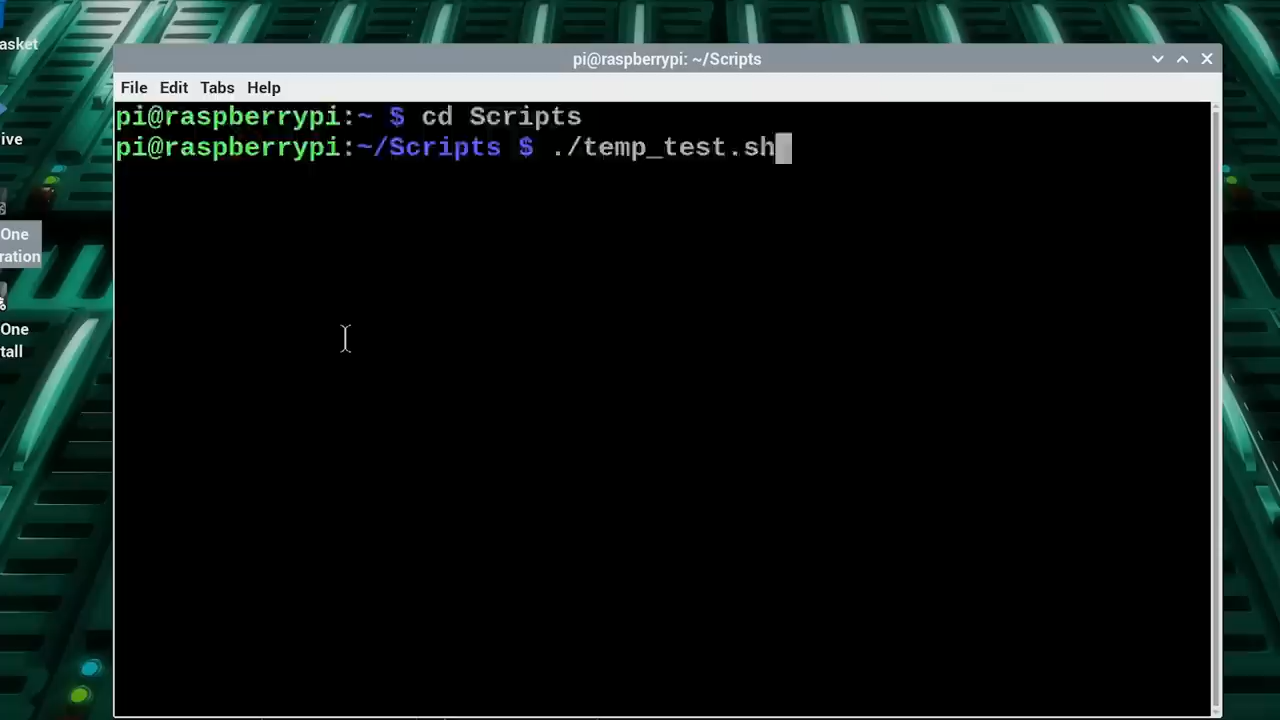 asket
ive
One
ration
One
tall
pi@raspberrypi: ~/Scripts
File Edit Tabs Help
pi@raspberrypi:~ $ cd Scripts
pi@raspberrypi:~/Scripts $ ./temp_test.sh